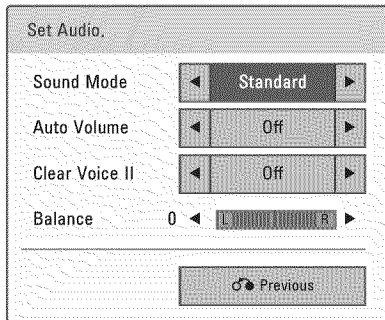 Set Audio.
Sound Mode ◄ Standard ►
Auto Volume ◄ Off ►
Clear Voice II ◄ Off ►
Balance 0 ◄ L R ►
Previous